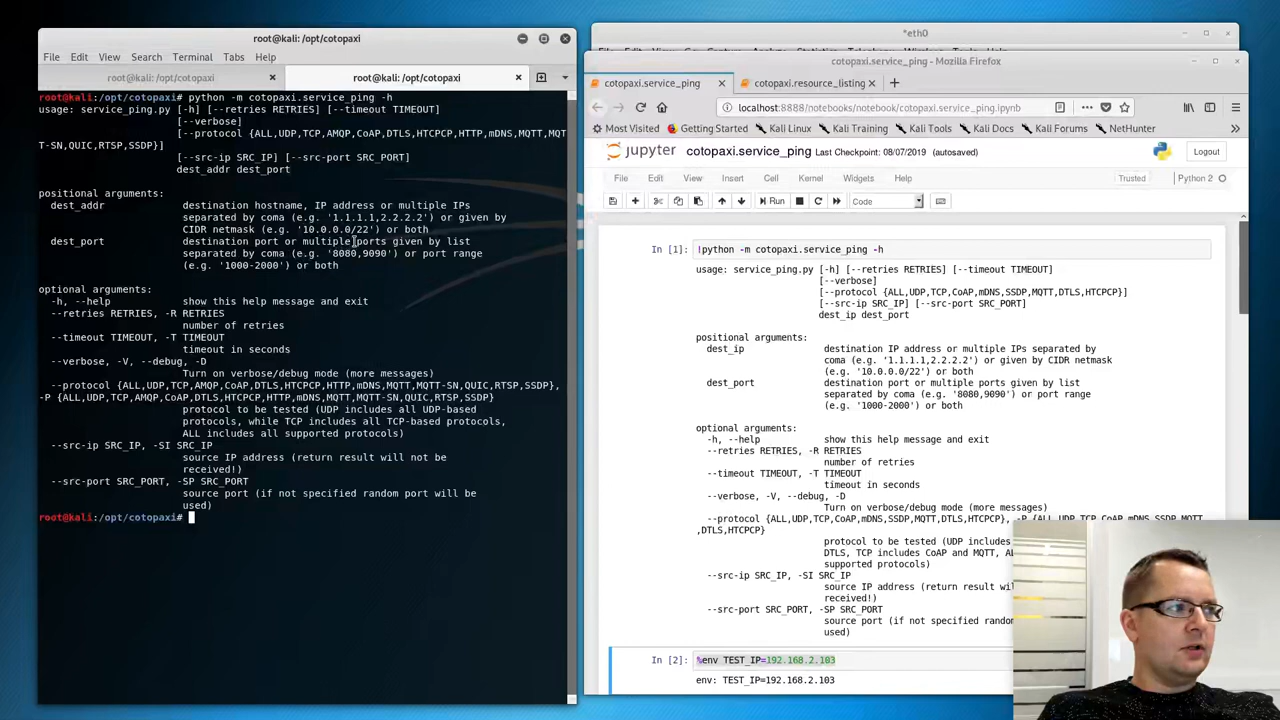 root@kali: /opt/cotopaxi
File Edit View Search Terminal Tabs Help
root@kali: /opt/cotopaxi
root@kali: /opt/cotopaxi
root@kali:/opt/cotopaxi# python -m cotopaxi.service_ping -h
usage: service_ping.py [-h] [--retries RETRIES] [--timeout TIMEOUT]
[--verbose]
[--protocol {ALL,UDP,TCP,AMQP,CoAP,DTLS,HTCPCP,HTTP,mDNS,MQTT,MQT
T-SN,QUIC,RTSP,SSDP}]
[--src-ip SRC_IP] [--src-port SRC_PORT]
dest_addr dest_port
positional arguments:
dest_addr destination hostname, IP address or multiple IPs
separated by coma (e.g. '1.1.1.1,2.2.2.2') or given by
CIDR netmask (e.g. '10.0.0.0/22') or both
dest_port destination port or multiple ports given by list
separated by coma (e.g. '8080,9090') or port range
(e.g. '1000-2000') or both
optional arguments:
-h, --help show this help message and exit
--retries RETRIES, -R RETRIES
number of retries
--timeout TIMEOUT, -T TIMEOUT
timeout in seconds
--verbose, -V, --debug, -D
Turn on verbose/debug mode (more messages)
--protocol {ALL,UDP,TCP,AMQP,CoAP,DTLS,HTCPCP,HTTP,mDNS,MQTT,MQTT-SN,QUIC,RTSP,SSDP},
-P {ALL,UDP,TCP,AMQP,CoAP,DTLS,HTCPCP,HTTP,mDNS,MQTT,MQTT-SN,QUIC,RTSP,SSDP}
protocol to be tested (UDP includes all UDP-based
protocols, while TCP includes all TCP-based protocols,
ALL includes all supported protocols)
--src-ip SRC_IP, -SI SRC_IP
source IP address (return result will not be
received!)
--src-port SRC_PORT, -SP SRC_PORT
source port (if not specified random port will be
used)
root@kali:/opt/cotopaxi#
*eth0
cotopaxi.service_ping - Mozilla Firefox
cotopaxi.service_ping
cotopaxi.resource_listing
localhost:8888/notebooks/notebook/cotopaxi.service_ping.ipynb
Most Visited Getting Started Kali Linux Kali Training Kali Tools Kali Docs Kali Forums NetHunter
jupyter cotopaxi.service_ping Last Checkpoint: 08/07/2019 (autosaved) Logout
File Edit View Insert Cell Kernel Widgets Help Trusted Python 2
Run Code
In [1]: !python -m cotopaxi.service_ping -h
usage: service_ping.py [-h] [--retries RETRIES] [--timeout TIMEOUT]
[--verbose]
[--protocol {ALL,UDP,TCP,CoAP,mDNS,SSDP,MQTT,DTLS,HTCPCP}]
[--src-ip SRC_IP] [--src-port SRC_PORT]
dest_ip dest_port
positional arguments:
dest_ip destination IP address or multiple IPs separated by
coma (e.g. '1.1.1.1,2.2.2.2') or given by CIDR netmask
(e.g. '10.0.0.0/22') or both
dest_port destination port or multiple ports given by list
separated by coma (e.g. '8080,9090') or port range
(e.g. '1000-2000') or both
optional arguments:
-h, --help show this help message and exit
--retries RETRIES, -R RETRIES
number of retries
--timeout TIMEOUT, -T TIMEOUT
timeout in seconds
--verbose, -V, --debug, -D
Turn on verbose/debug mode (more messages)
--protocol {ALL,UDP,TCP,CoAP,mDNS,SSDP,MQTT,DTLS,HTCPCP}, -P {ALL,UDP,TCP,CoAP,mDNS,SSDP,MQTT
,DTLS,HTCPCP}
protocol to be tested (UDP includes
DTLS, TCP includes CoAP and MQTT,
supported protocols)
--src-ip SRC_IP, -SI SRC_IP
source IP address (return result will
received!)
--src-port SRC_PORT, -SP SRC_PORT
source port (if not specified
used)
In [2]: %env TEST_IP=192.168.2.103
env: TEST_IP=192.168.2.103